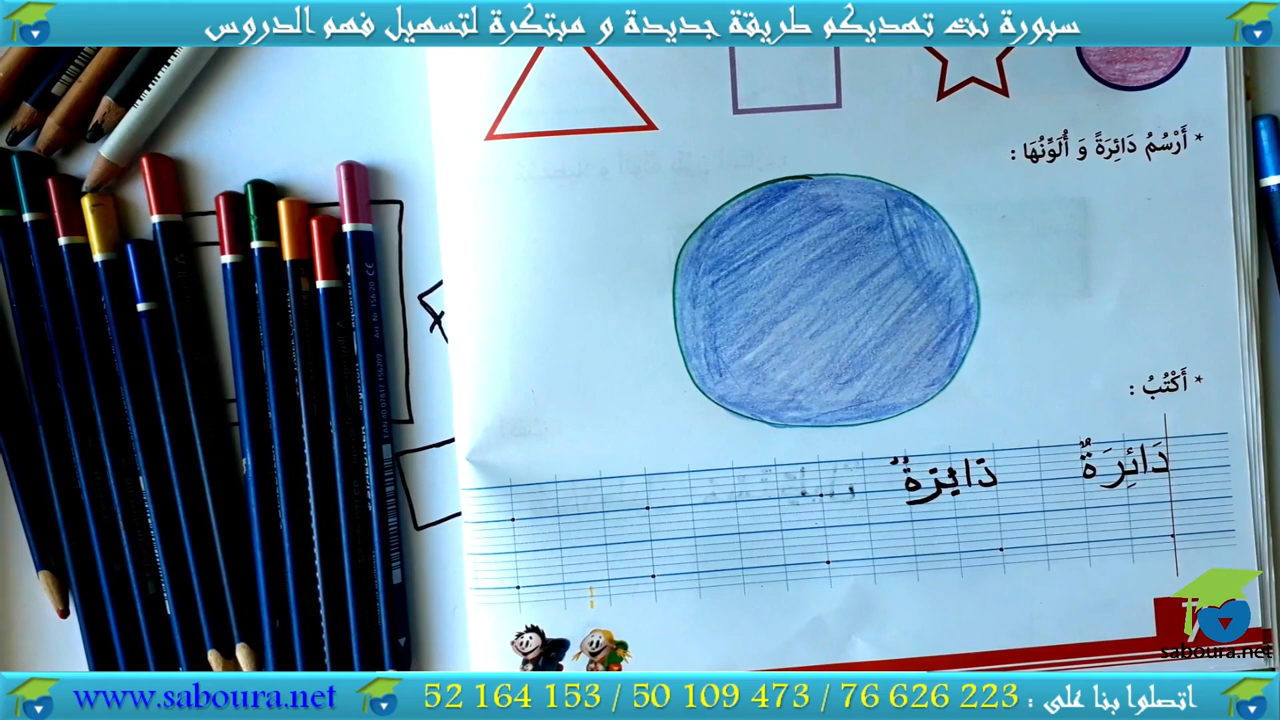 سبورة نت تهديكم طريقة جديدة و مبتكرة لتسهيل فهم الدروس
* أَرْسُمُ دَائِرَةً وَ أُلَوِّنُهَا :
* أَكْتُبُ :
دَائِرَةٌ دَائِرَةٌ
saboura.net
www.saboura.net
اتصلوا بنا على : 52 164 153 / 50 109 473 / 76 626 223